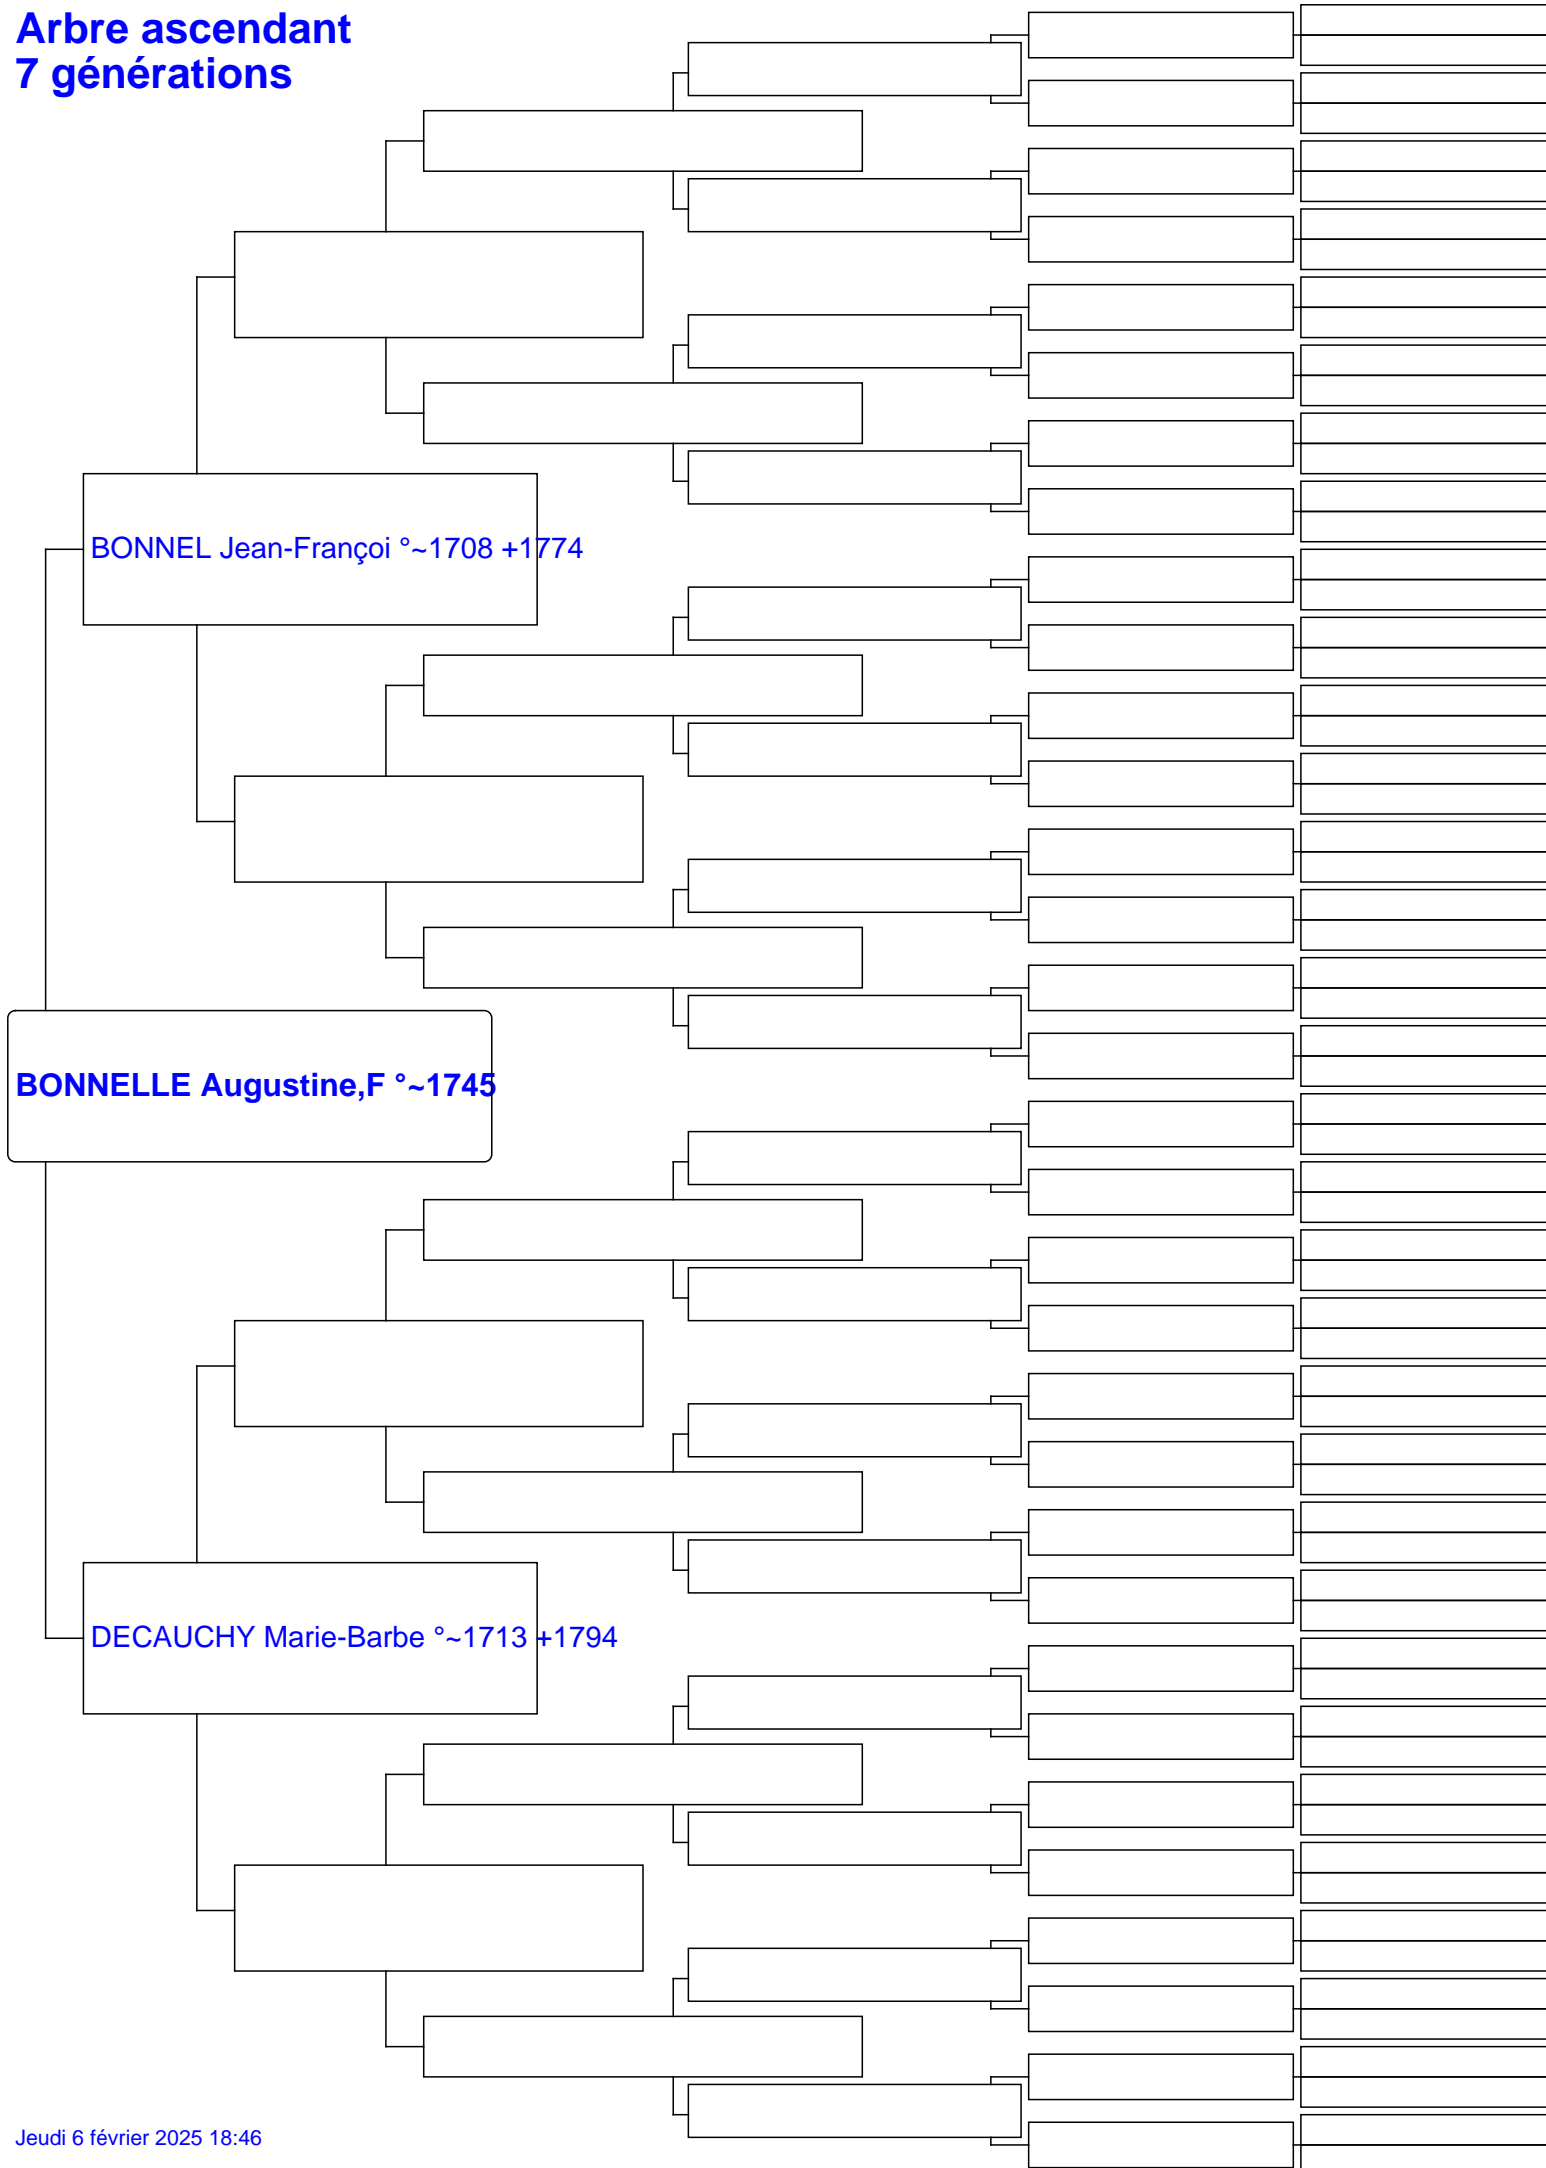 Arbre ascendant
7 générations
BONNEL Jean-Françoi °~1708 +1774
BONNELLE Augustine,F °~1745
DECAUCHY Marie-Barbe °~1713 +1794
Jeudi 6 février 2025 18:46